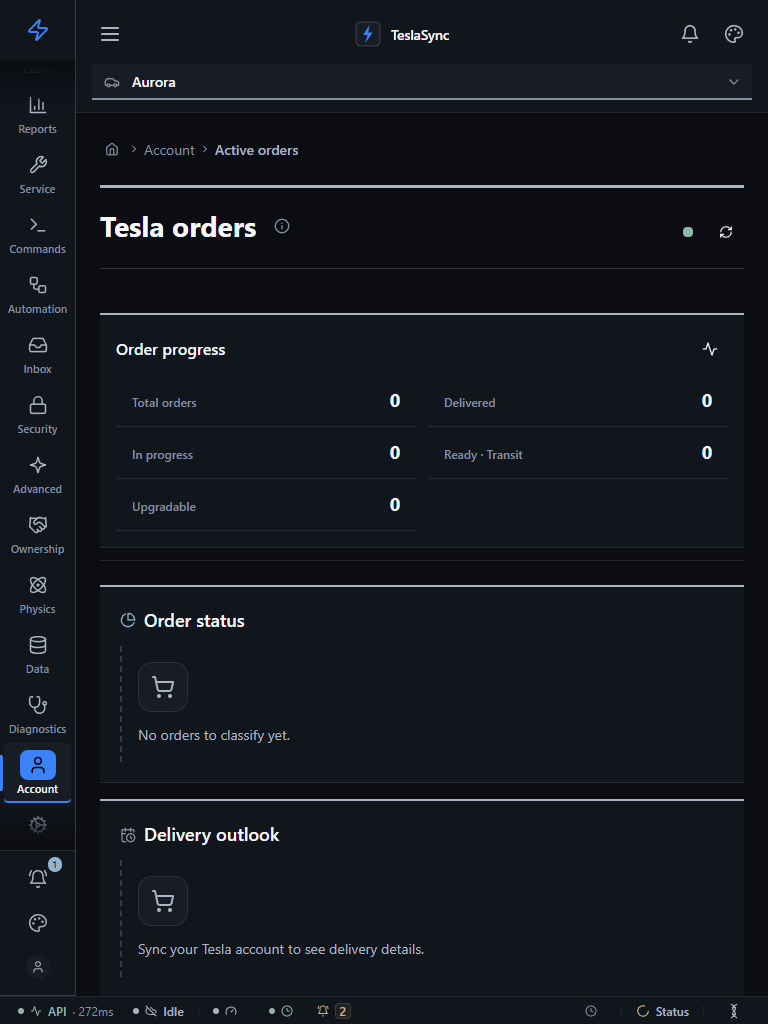 TeslaSync
Aurora
Account
Active orders
Tesla orders
Order progress
Total orders 0
Delivered 0
In progress 0
Ready · Transit 0
Upgradable 0
Order status
No orders to classify yet.
Delivery outlook
Sync your Tesla account to see delivery details.
Reports
Service
Commands
Automation
Inbox
Security
Advanced
Ownership
Physics
Data
Diagnostics
Account
1
API · 272ms
Idle
2
Status